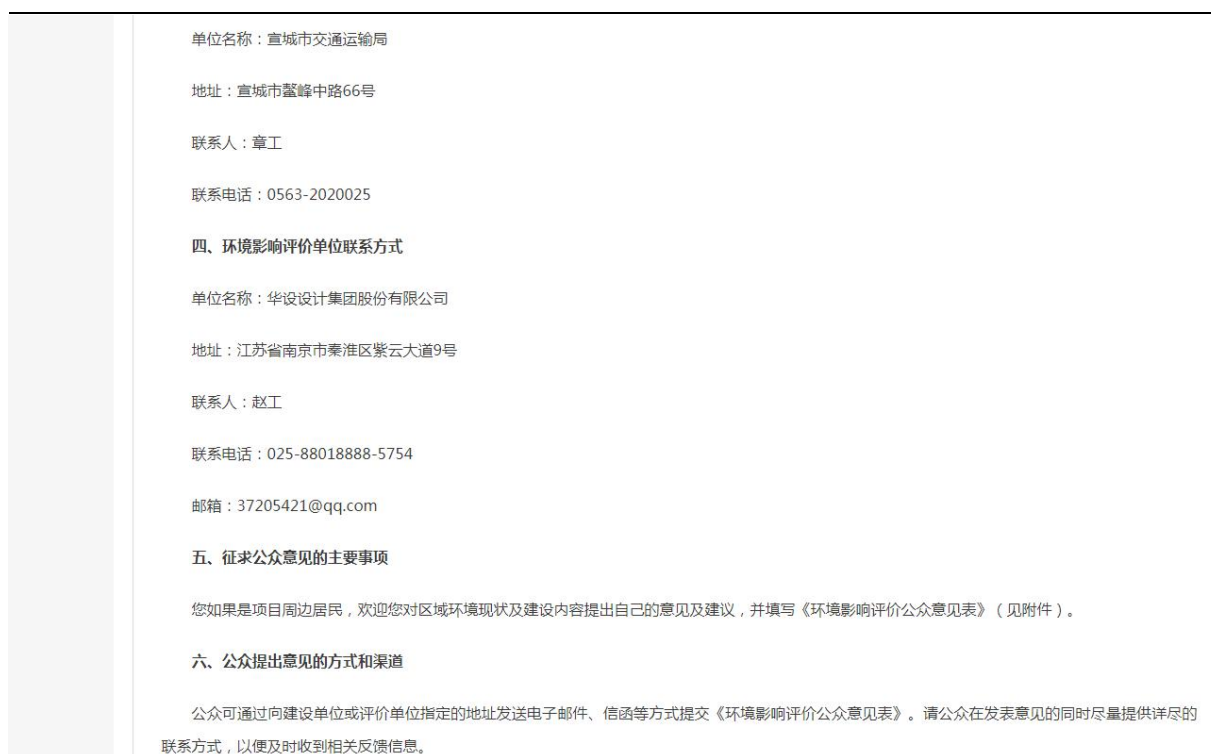 单位名称：宣城市交通运输局
地址：宣城市鳌峰中路66号
联系人：章工
联系电话：0563-2020025
四、环境影响评价单位联系方式
单位名称：华设设计集团股份有限公司
地址：江苏省南京市秦淮区紫云大道9号
联系人：赵工
联系电话：025-88018888-5754
邮箱：37205421@qq.com
五、征求公众意见的主要事项
您如果是项目周边居民，欢迎您对区域环境现状及建设内容提出自己的意见及建议，并填写《环境影响评价公众意见表》（见附件）。
六、公众提出意见的方式和渠道
公众可通过向建设单位或评价单位指定的地址发送电子邮件、信函等方式提交《环境影响评价公众意见表》。请公众在发表意见的同时尽量提供详尽的
联系方式，以便及时收到相关反馈信息。